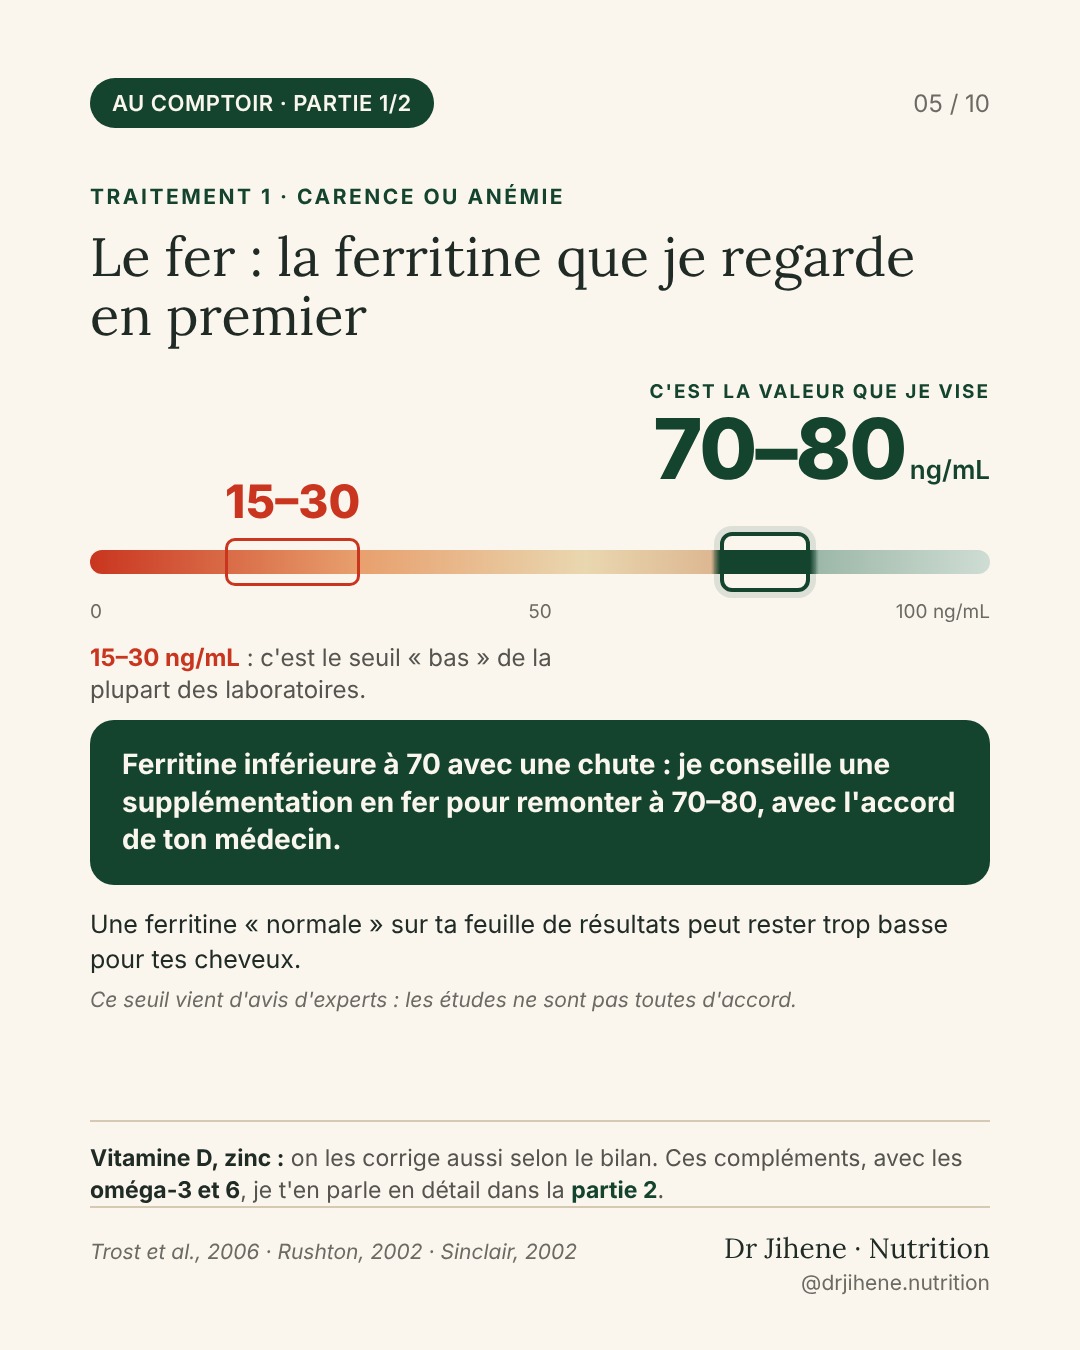 AU COMPTOIR · PARTIE 1/2
05 / 10
TRAITEMENT 1 · CARENCE OU ANÉMIE
Le fer : la ferritine que je regarde
en premier
C'EST LA VALEUR QUE JE VISE
70–80 ng/mL
15–30
0
50
100 ng/mL
15–30 ng/mL : c'est le seuil « bas » de la
plupart des laboratoires.
Ferritine inférieure à 70 avec une chute : je conseille une
supplémentation en fer pour remonter à 70–80, avec l'accord
de ton médecin.
Une ferritine « normale » sur ta feuille de résultats peut rester trop basse
pour tes cheveux.
Ce seuil vient d'avis d'experts : les études ne sont pas toutes d'accord.
Vitamine D, zinc : on les corrige aussi selon le bilan. Ces compléments, avec les
oméga-3 et 6, je t'en parle en détail dans la partie 2.
Trost et al., 2006 · Rushton, 2002 · Sinclair, 2002
Dr Jihene · Nutrition
@drjihene.nutrition